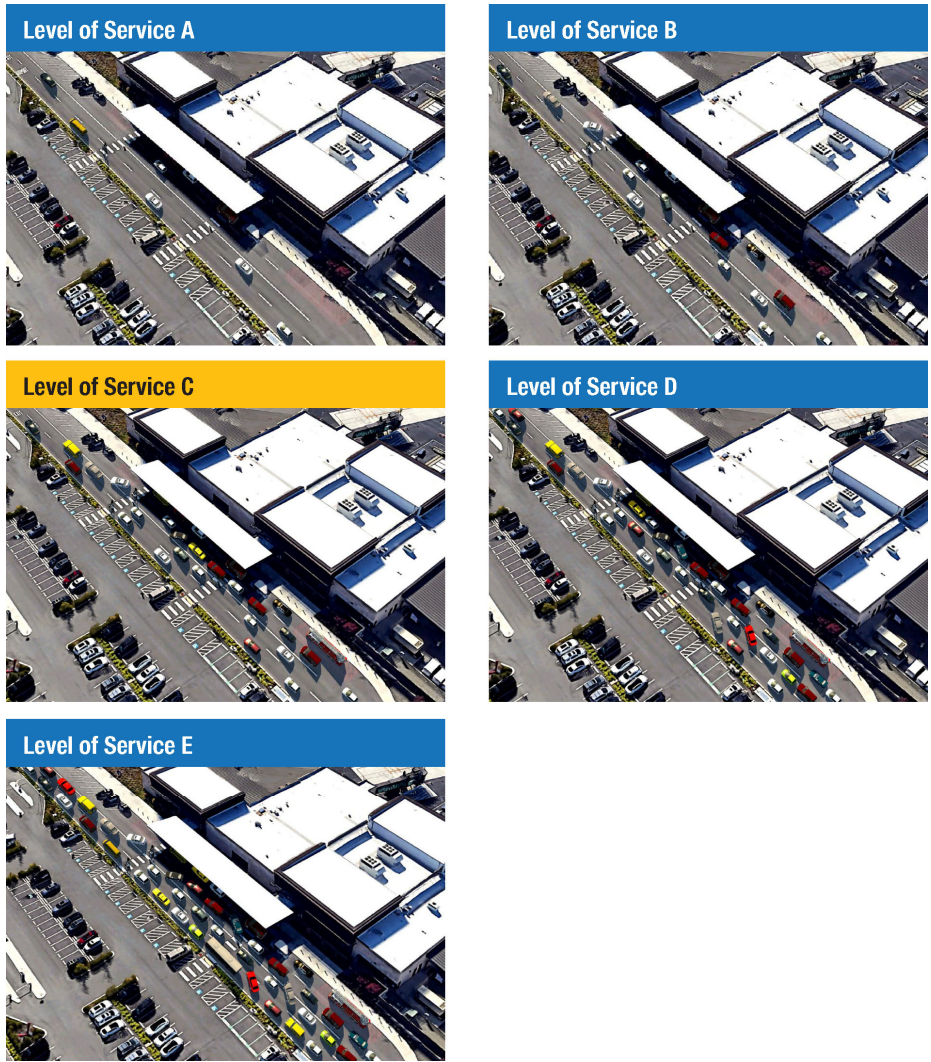 Level of Service A
Level of Service B
Level of Service C
Level of Service D
Level of Service E